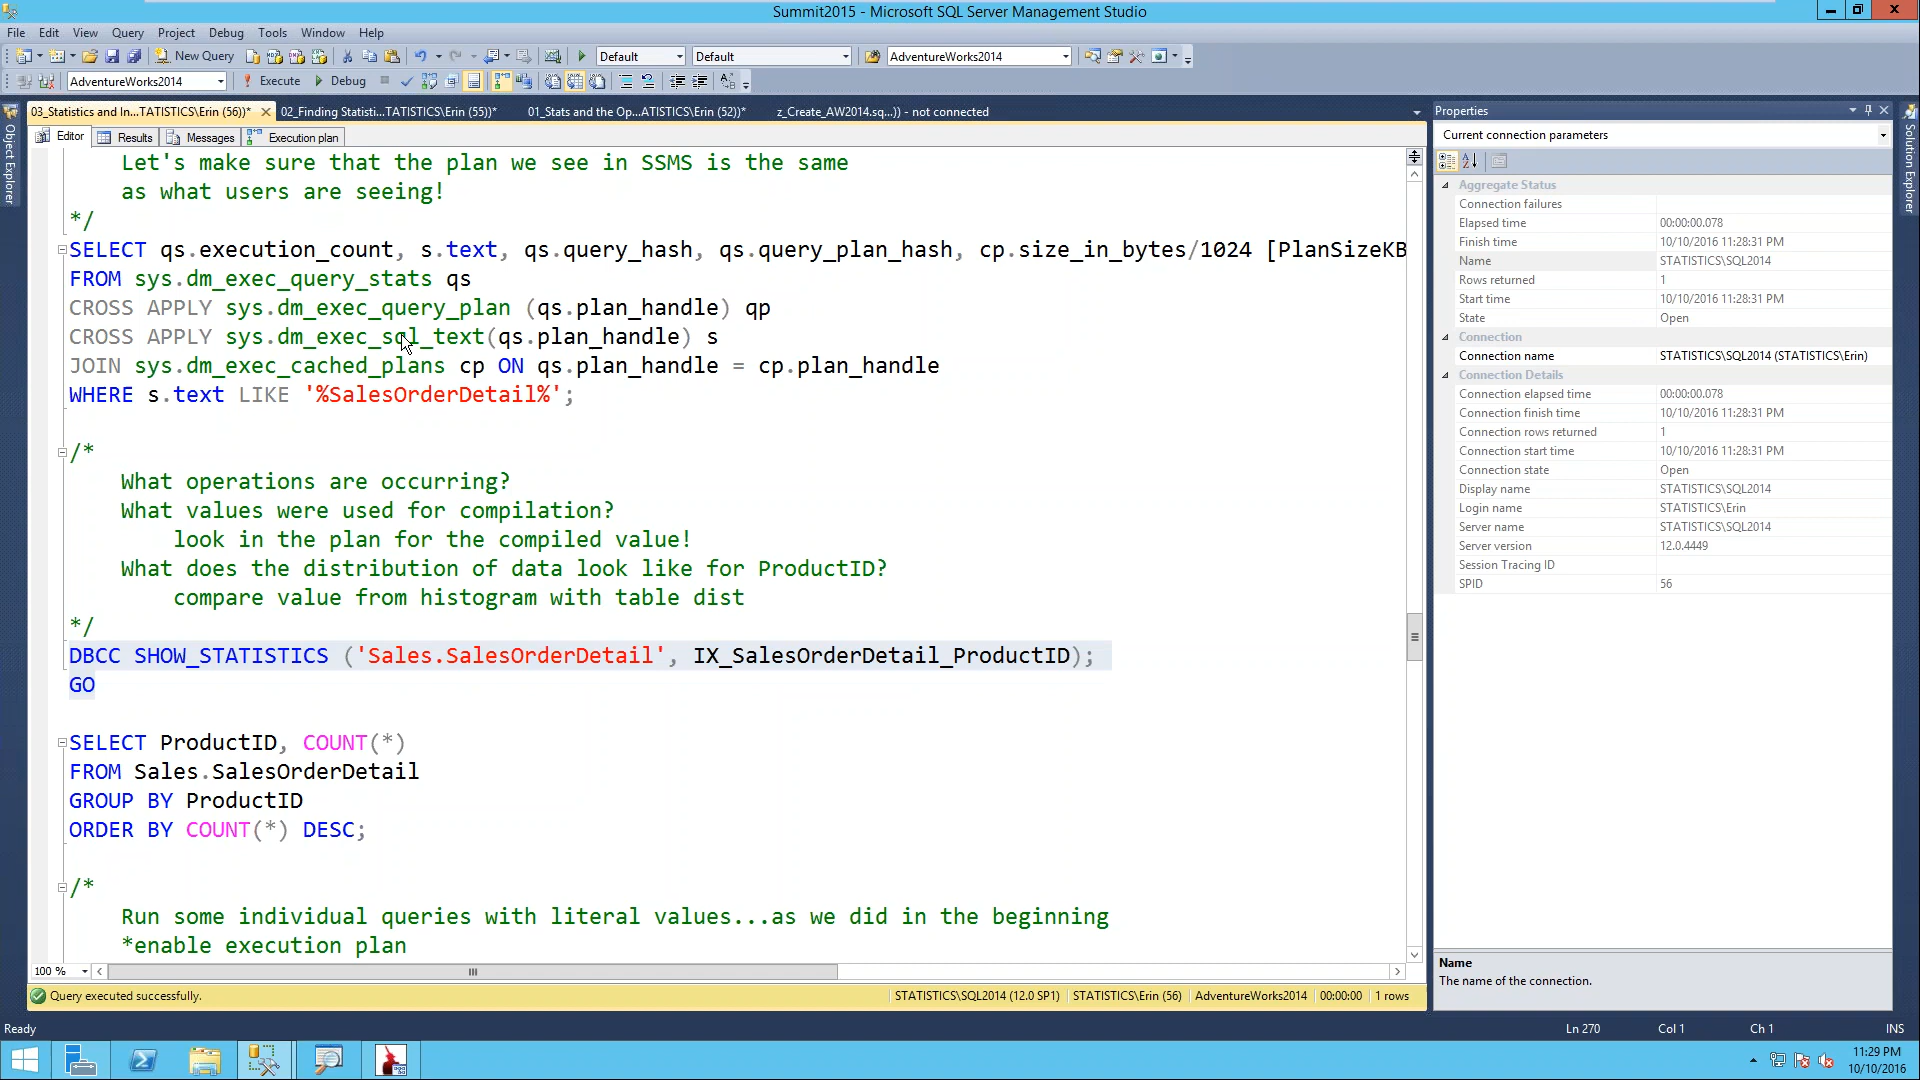 Summit2015 - Microsoft SQL Server Management Studio
File Edit View Query Project Debug Tools Window Help
New Query Default Default AdventureWorks2014
AdventureWorks2014 Execute Debug
03_Statistics and In...TATISTICS\Erin (56))* 02_Finding Statisti...TATISTICS\Erin (55))* 01_Stats and the Op...ATISTICS\Erin (52))* z_Create_AW2014.sq...)) - not connected
Editor Results Messages Execution plan
Let's make sure that the plan we see in SSMS is the same
as what users are seeing!
*/
SELECT qs.execution_count, s.text, qs.query_hash, qs.query_plan_hash, cp.size_in_bytes/1024 [PlanSizeKB
FROM sys.dm_exec_query_stats qs
CROSS APPLY sys.dm_exec_query_plan (qs.plan_handle) qp
CROSS APPLY sys.dm_exec_sql_text(qs.plan_handle) s
JOIN sys.dm_exec_cached_plans cp ON qs.plan_handle = cp.plan_handle
WHERE s.text LIKE '%SalesOrderDetail%';
/*
What operations are occurring?
What values were used for compilation?
look in the plan for the compiled value!
What does the distribution of data look like for ProductID?
compare value from histogram with table dist
*/
DBCC SHOW_STATISTICS ('Sales.SalesOrderDetail', IX_SalesOrderDetail_ProductID);
GO
SELECT ProductID, COUNT(*)
FROM Sales.SalesOrderDetail
GROUP BY ProductID
ORDER BY COUNT(*) DESC;
/*
Run some individual queries with literal values...as we did in the beginning
*enable execution plan
100 %
Query executed successfully. STATISTICS\SQL2014 (12.0 SP1) STATISTICS\Erin (56) AdventureWorks2014 00:00:00 1 rows
Object Explorer
Properties
Current connection parameters
Aggregate Status
Connection failures
Elapsed time 00:00:00.078
Finish time 10/10/2016 11:28:31 PM
Name STATISTICS\SQL2014
Rows returned 1
Start time 10/10/2016 11:28:31 PM
State Open
Connection
Connection name STATISTICS\SQL2014 (STATISTICS\Erin)
Connection Details
Connection elapsed time 00:00:00.078
Connection finish time 10/10/2016 11:28:31 PM
Connection rows returned 1
Connection start time 10/10/2016 11:28:31 PM
Connection state Open
Display name STATISTICS\SQL2014
Login name STATISTICS\Erin
Server name STATISTICS\SQL2014
Server version 12.0.4449
Session Tracing ID
SPID 56
Name
The name of the connection.
Solution Explorer
Ready Ln 270 Col 1 Ch 1 INS
11:29 PM
10/10/2016